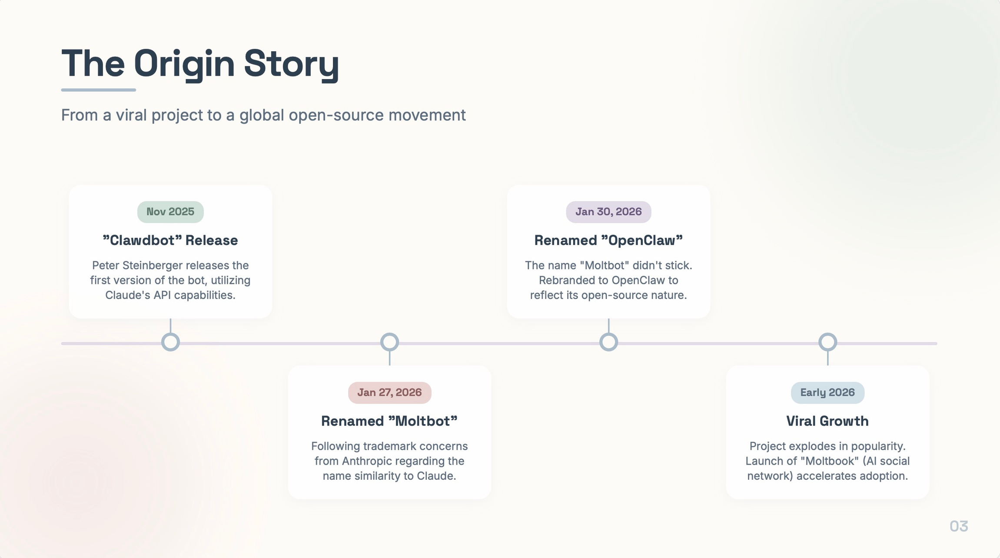 The Origin Story
From a viral project to a global open-source movement
Nov 2025
”Clawdbot” Release
Peter Steinberger releases the
first version of the bot, utilizing
Claude's API capabilities.
Jan 27, 2026
Renamed ”Moltbot”
Following trademark concerns
from Anthropic regarding the
name similarity to Claude.
Jan 30, 2026
Renamed ”OpenClaw”
The name "Moltbot" didn't stick.
Rebranded to OpenClaw to
reflect its open-source nature.
Early 2026
Viral Growth
Project explodes in popularity.
Launch of "Moltbook" (AI social
network) accelerates adoption.
03